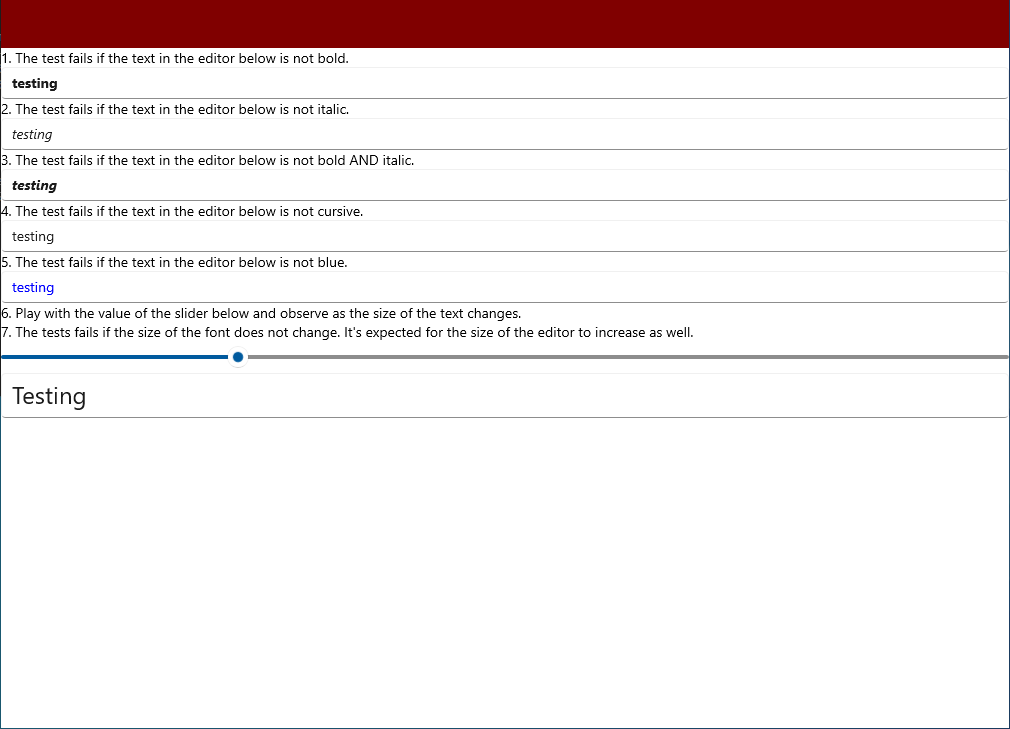 1. The test fails if the text in the editor below is not bold.
testing
2. The test fails if the text in the editor below is not italic.
testing
3. The test fails if the text in the editor below is not bold AND italic.
testing
4. The test fails if the text in the editor below is not cursive.
testing
5. The test fails if the text in the editor below is not blue.
testing
6. Play with the value of the slider below and observe as the size of the text changes.
7. The tests fails if the size of the font does not change. It's expected for the size of the editor to increase as well.
Testing